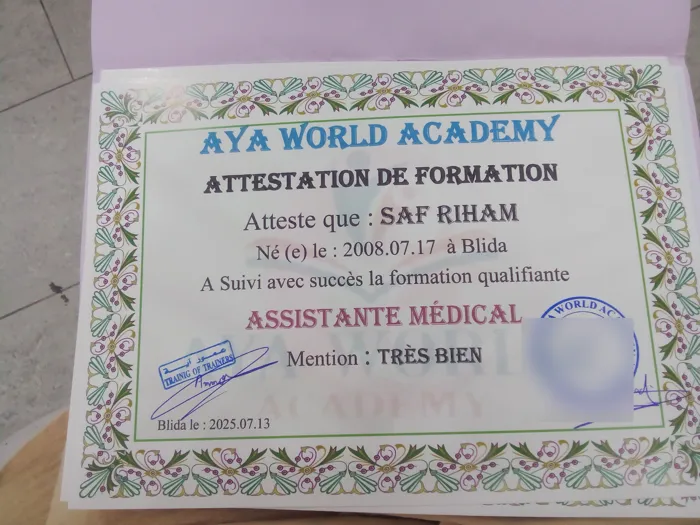 AYA WORLD ACADEMY
ATTESTATION DE FORMATION
Atteste que : SAF RIHAM
Né (e) le : 2008.07.17 à Blida
A Suivi avec succès la formation qualifiante
ASSISTANTE MÉDICAL
Mention : TRÈS BIEN
TRAINIG OF TRAINERS
Blida le : 2025.07.13